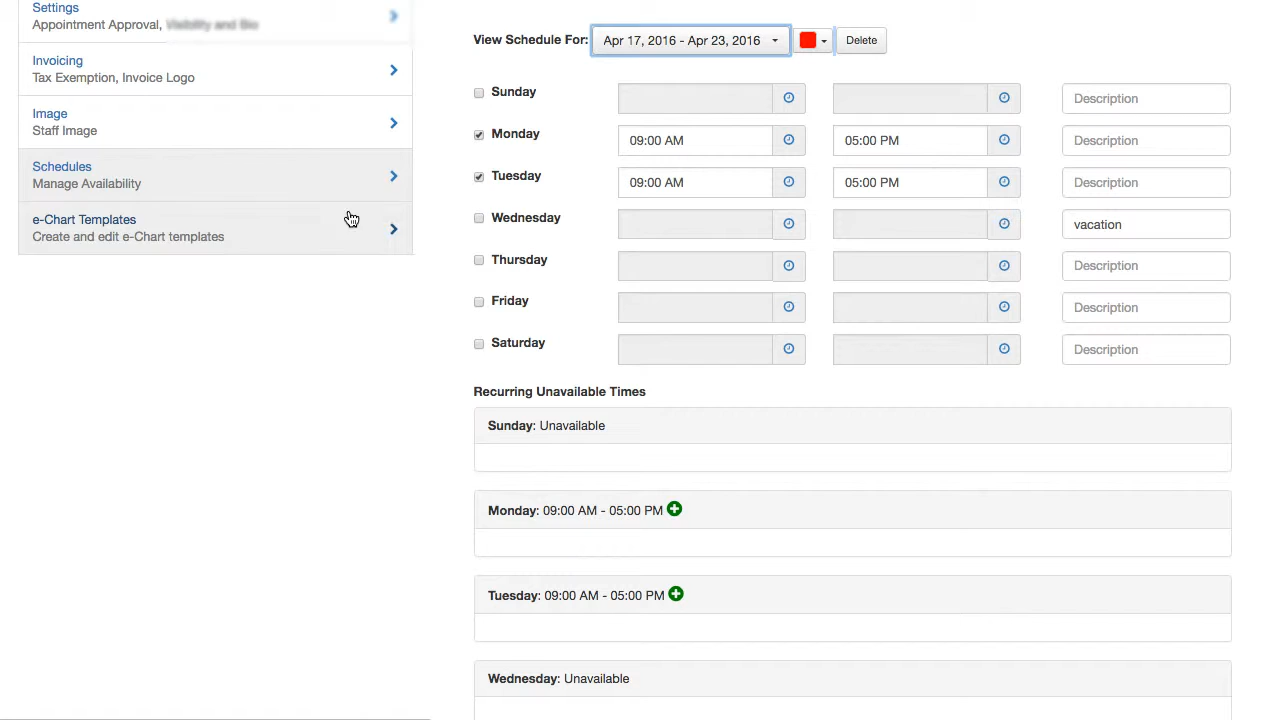 Settings
Appointment Approval, Visibility and Bio
Invoicing
Tax Exemption, Invoice Logo
Image
Staff Image
Schedules
Manage Availability
e-Chart Templates
Create and edit e-Chart templates
View Schedule For: Apr 17, 2016 - Apr 23, 2016 Delete
Sunday Description
Monday 09:00 AM 05:00 PM Description
Tuesday 09:00 AM 05:00 PM Description
Wednesday vacation
Thursday Description
Friday Description
Saturday Description
Recurring Unavailable Times
Sunday: Unavailable
Monday: 09:00 AM - 05:00 PM
Tuesday: 09:00 AM - 05:00 PM
Wednesday: Unavailable